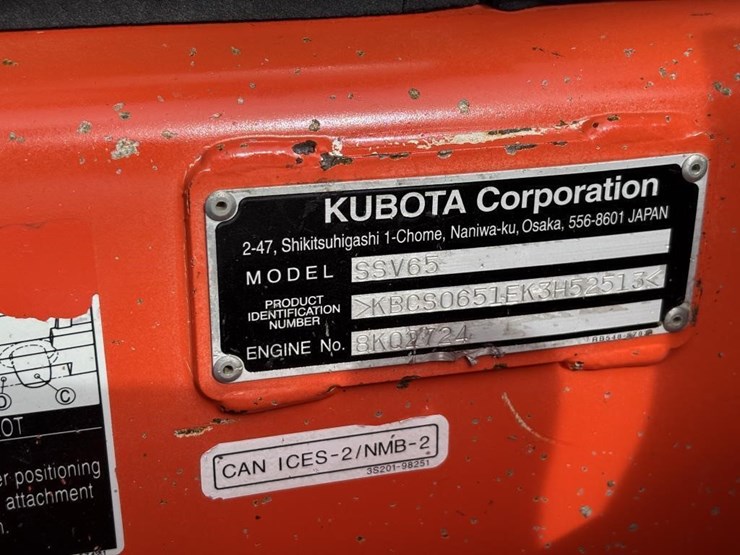 KUBOTA Corporation
2-47, Shikitsuhigashi 1-Chome, Naniwa-ku, Osaka, 556-8601 JAPAN
MODEL SSV65
PRODUCT
IDENTIFICATION
NUMBER
>KBCS0651EK3H52513<
ENGINE No. 8KQ2724
CAN ICES-2/NMB-2
3S201-98251
C
OT
er positioning
attachment
n.